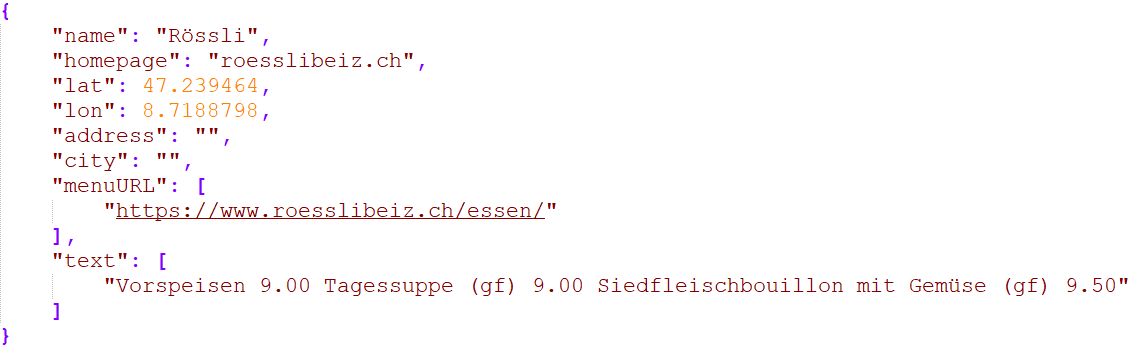 {
"name": "Rössli",
"homepage": "roesslibeiz.ch",
"lat": 47.239464,
"lon": 8.7188798,
"address": "",
"city": "",
"menuURL": [
"https://www.roesslibeiz.ch/essen/"
],
"text": [
"Vorspeisen 9.00 Tagessuppe (gf) 9.00 Siedfleischbouillon mit Gemüse (gf) 9.50"
]
}